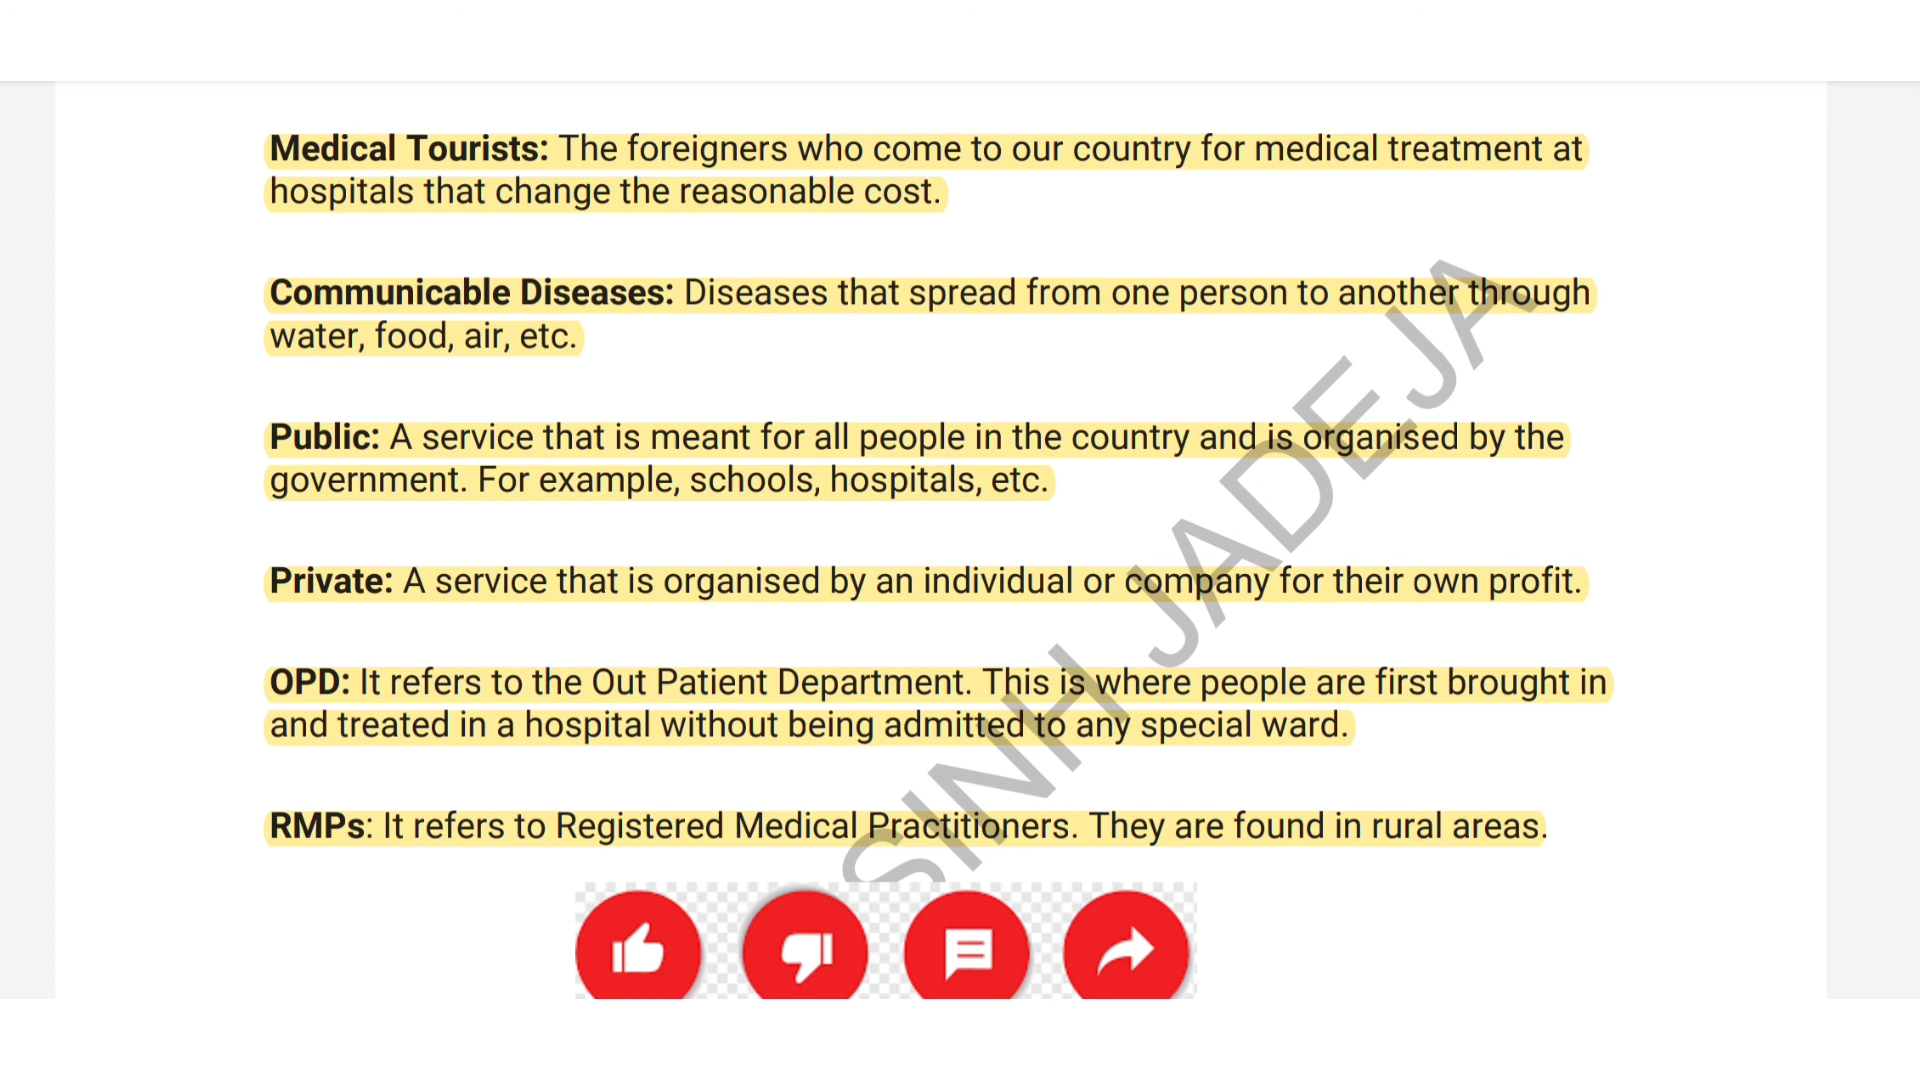 Medical Tourists: The foreigners who come to our country for medical treatment at
hospitals that change the reasonable cost.
Communicable Diseases: Diseases that spread from one person to another through
water, food, air, etc.
Public: A service that is meant for all people in the country and is organised by the
government. For example, schools, hospitals, etc.
Private: A service that is organised by an individual or company for their own profit.
OPD: It refers to the Out Patient Department. This is where people are first brought in
and treated in a hospital without being admitted to any special ward.
RMPs: It refers to Registered Medical Practitioners. They are found in rural areas.
SINH JADEJA